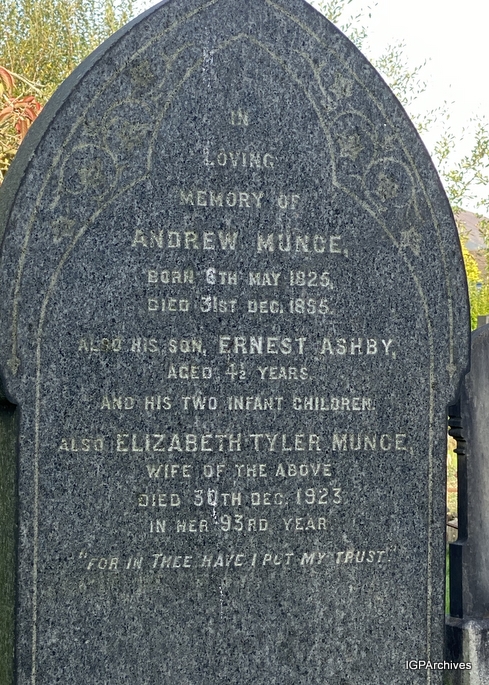 IN
LOVING
MEMORY OF
ANDREW MUNCE,
BORN 6TH MAY 1825,
DIED 31ST DEC. 1895.
ALSO HIS SON, ERNEST ASHBY,
AGED 4½ YEARS
AND HIS TWO INFANT CHILDREN.
ALSO ELIZABETH TYLER MUNCE,
WIFE OF THE ABOVE
DIED 30TH DEC. 1923
IN HER 93RD YEAR
"FOR IN THEE HAVE I PUT MY TRUST."
IGPArchives